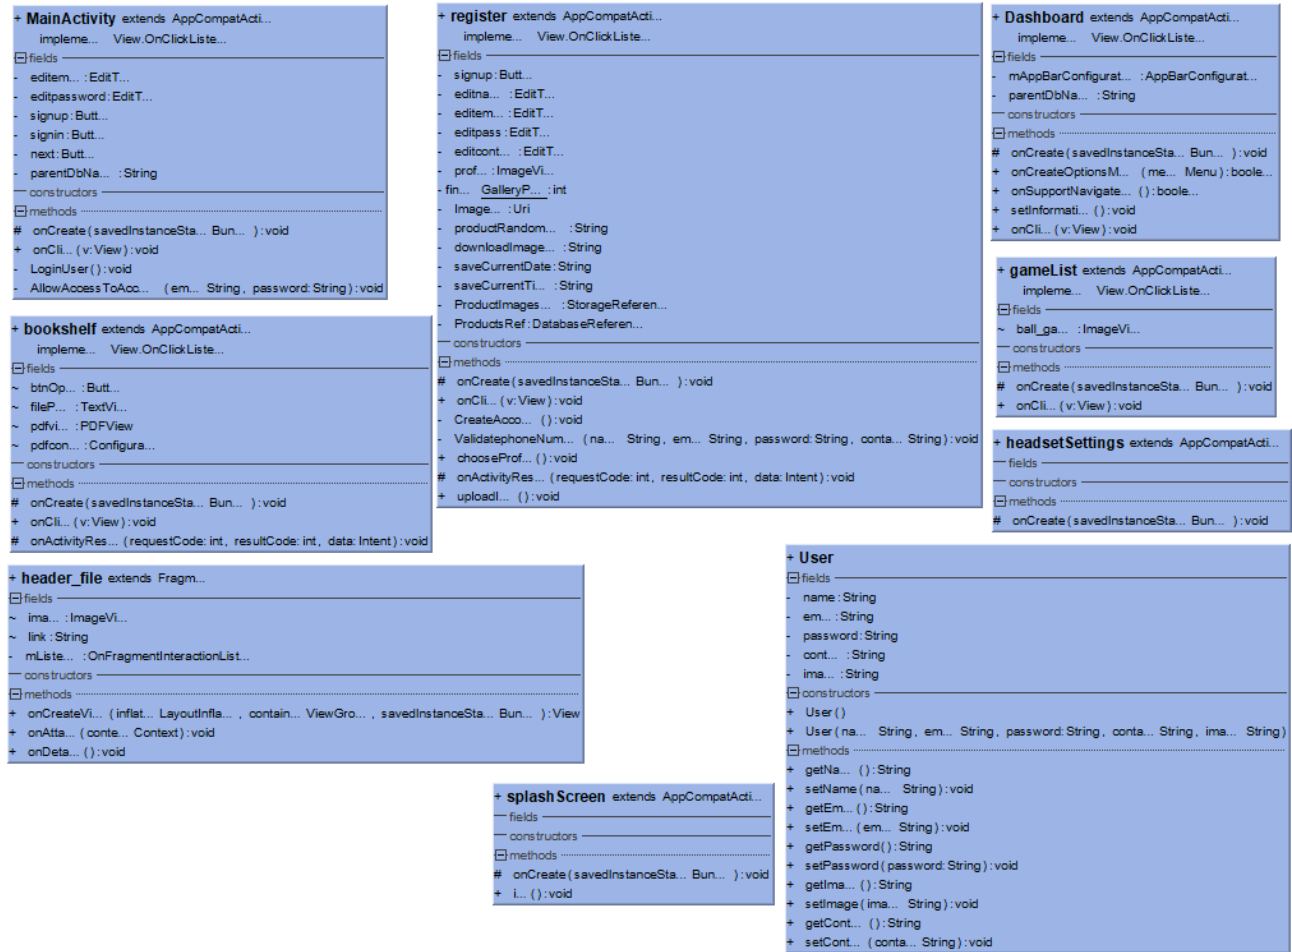 + MainActivity extends AppCompatActi...
impleme... View.OnClickListe...
fields
- editem... : EditT...
- editpassword: EditT...
- signup: Butt...
- signin: Butt...
- next: Butt...
- parentDbNa... : String
constructors
methods
# onCreate(savedInstanceSta... Bun... ): void
+ onCli... (v: View): void
- LoginUser(): void
- AllowAccessToAcc... (em... String, password: String): void
+ bookshelf extends AppCompatActi...
impleme... View.OnClickListe...
fields
~ btnOp... : Butt...
~ fileP... : TextVi...
~ pdfvi... : PDFView
~ pdfcon... : Configura...
constructors
methods
# onCreate(savedInstanceSta... Bun... ): void
+ onCli... (v: View): void
# onActivityRes... (requestCode: int, resultCode: int, data: Intent): void
+ header_file extends Fragm...
fields
~ ima... : ImageVi...
~ link: String
- mListe... : OnFragmentInteractionList...
constructors
methods
+ onCreateVi... (inflat... LayoutInfla... , contain... ViewGro... , savedInstanceSta... Bun... ): View
+ onAtta... (conte... Context): void
+ onDeta... (): void
+ register extends AppCompatActi...
impleme... View.OnClickListe...
fields
- signup: Butt...
- editna... : EditT...
- editem... : EditT...
- editpass: EditT...
- editcont... : EditT...
- prof... : ImageVi...
- fin... GalleryP... : int
- Image... : Uri
- productRandom... : String
- downloadImage... : String
- saveCurrentDate: String
- saveCurrentTi... : String
- ProductImages... : StorageReferen...
- ProductsRef: DatabaseReferen...
constructors
methods
# onCreate(savedInstanceSta... Bun... ): void
+ onCli... (v: View): void
- CreateAcco... (): void
- ValidatephoneNum... (na... String, em... String, password: String, conta... String): void
+ chooseProf... (): void
# onActivityRes... (requestCode: int, resultCode: int, data: Intent): void
+ uploadI... (): void
+ Dashboard extends AppCompatActi...
impleme... View.OnClickListe...
fields
- mAppBarConfigurat... : AppBarConfigurat...
- parentDbNa... : String
constructors
methods
# onCreate(savedInstanceSta... Bun... ): void
+ onCreateOptionsM... (me... Menu): boole...
+ onSupportNavigate... (): boole...
+ setInformati... (): void
+ onCli... (v: View): void
+ gameList extends AppCompatActi...
impleme... View.OnClickListe...
fields
~ ball_ga... : ImageVi...
constructors
methods
# onCreate(savedInstanceSta... Bun... ): void
+ onCli... (v: View): void
+ headsetSettings extends AppCompatActi...
fields
constructors
methods
# onCreate(savedInstanceSta... Bun... ): void
+ splashScreen extends AppCompatActi...
fields
constructors
methods
# onCreate(savedInstanceSta... Bun... ): void
+ i... (): void
+ User
fields
- name: String
- em... : String
- password: String
- cont... : String
- ima... : String
constructors
+ User()
+ User(na... String, em... String, password: String, conta... String, ima... String)
methods
+ getNa... (): String
+ setName(na... String): void
+ getEm... (): String
+ setEm... (em... String): void
+ getPassword(): String
+ setPassword(password: String): void
+ getIma... (): String
+ setImage(ima... String): void
+ getCont... (): String
+ setCont... (conta... String): void